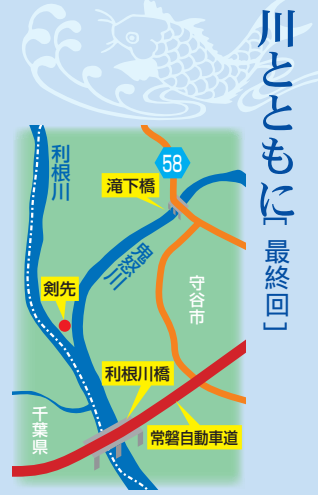 川とともに
［最終回］
利根川
58
滝下橋
鬼怒川
守谷市
剣先
利根川橋
千葉県
常磐自動車道